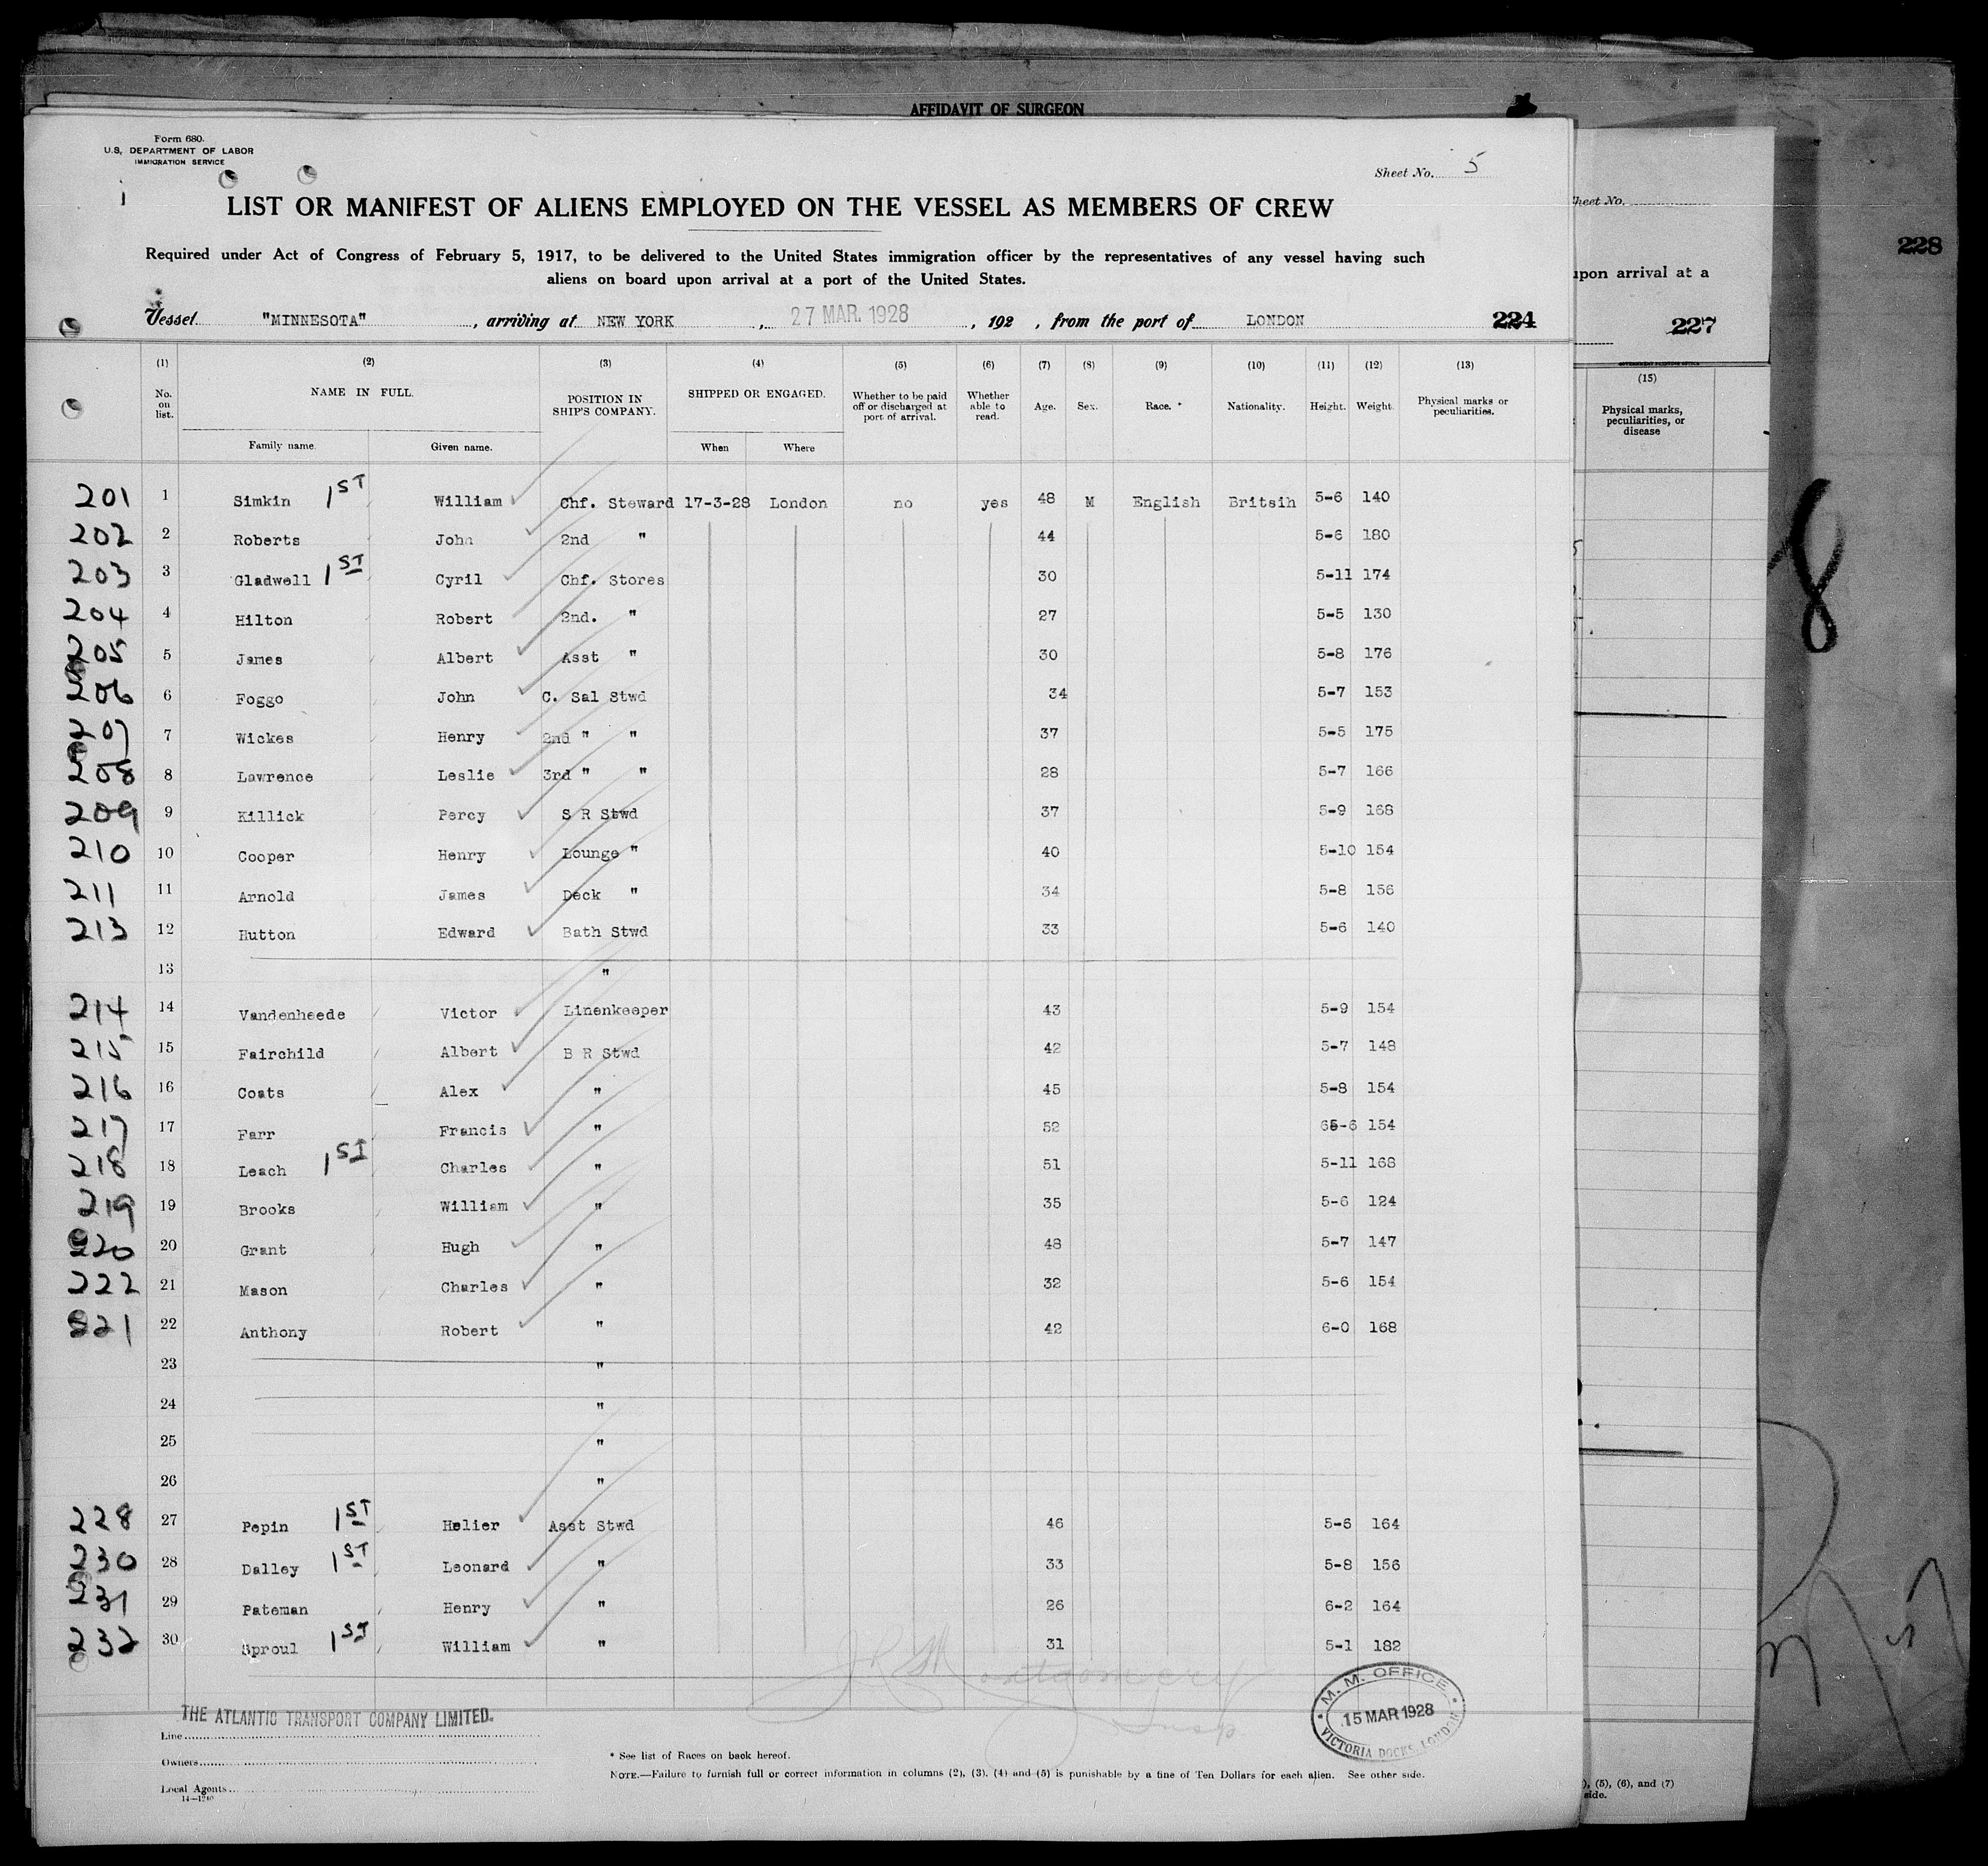 AFFIDAVIT OF SURGEON
Form 680.
U.S. DEPARTMENT OF LABOR
IMMIGRATION SERVICE
Sheet No. 5
LIST OR MANIFEST OF ALIENS EMPLOYED ON THE VESSEL AS MEMBERS OF CREW
Required under Act of Congress of February 5, 1917, to be delivered to the United States immigration officer by the representatives of any vessel having such
aliens on board upon arrival at a port of the United States.
Vessel "MINNESOTA", arriving at NEW YORK, 27 MAR. 1928, 192 , from the port of LONDON 224
(1) (2) (3) (4) (5) (6) (7) (8) (9) (10) (11) (12) (13)
No. on list. NAME IN FULL. POSITION IN SHIP'S COMPANY. SHIPPED OR ENGAGED. Whether to be paid off or discharged at port of arrival. Whether able to read. Age. Sex. Race. * Nationality. Height. Weight. Physical marks or peculiarities.
Family name. Given name. When Where
201 1 Simkin 1ST William Chf. Steward 17-3-28 London no yes 48 M English Britsih 5-6 140
202 2 Roberts John 2nd " 44 5-6 180
203 3 Gladwell 1ST Cyril Chf. Stores 30 5-11 174
204 4 Hilton Robert 2nd. " 27 5-5 130
205 5 James Albert Asst " 30 5-8 176
206 6 Foggo John C. Sal Stwd 34 5-7 153
207 7 Wickes Henry 2nd " " 37 5-5 175
208 8 Lawrence Leslie 3rd " " 28 5-7 166
209 9 Killick Percy S R Stwd 37 5-9 168
210 10 Cooper Henry Lounge " 40 5-10 154
211 11 Arnold James Deck " 34 5-8 156
213 12 Hutton Edward Bath Stwd 33 5-6 140
13 "
214 14 Vandenheede Victor Linenkeeper 43 5-9 154
215 15 Fairchild Albert B R Stwd 42 5-7 148
216 16 Coats Alex " 45 5-8 154
217 17 Farr Francis " 52 65-6 154
218 18 Leach 1ST Charles " 51 5-11 168
219 19 Brooks William " 35 5-6 124
220 20 Grant Hugh " 48 5-7 147
222 21 Mason Charles " 32 5-6 154
221 22 Anthony Robert " 42 6-0 168
23 "
24 "
25 "
26 "
228 27 Pepin 1ST Helier Asst Stwd 46 5-6 164
230 28 Dalley 1ST Leonard " 33 5-8 156
231 29 Pateman Henry " 26 6-2 164
232 30 Sproul 1ST William " 31 5-1 182
J R Montgomery
Insp
M. M. OFFICE
15 MAR 1928
VICTORIA DOCKS, LONDON
THE ATLANTIC TRANSPORT COMPANY LIMITED.
Line
Owners
Local Agents
14—1240
* See list of Races on back hereof.
NOTE.—Failure to furnish full or correct information in columns (2), (3), (4) and (5) is punishable by a fine of Ten Dollars for each alien. See other side.
Sheet No.
upon arrival at a
227
(15)
Physical marks, peculiarities, or disease
), (5), (6), and (7)
side.
228
8